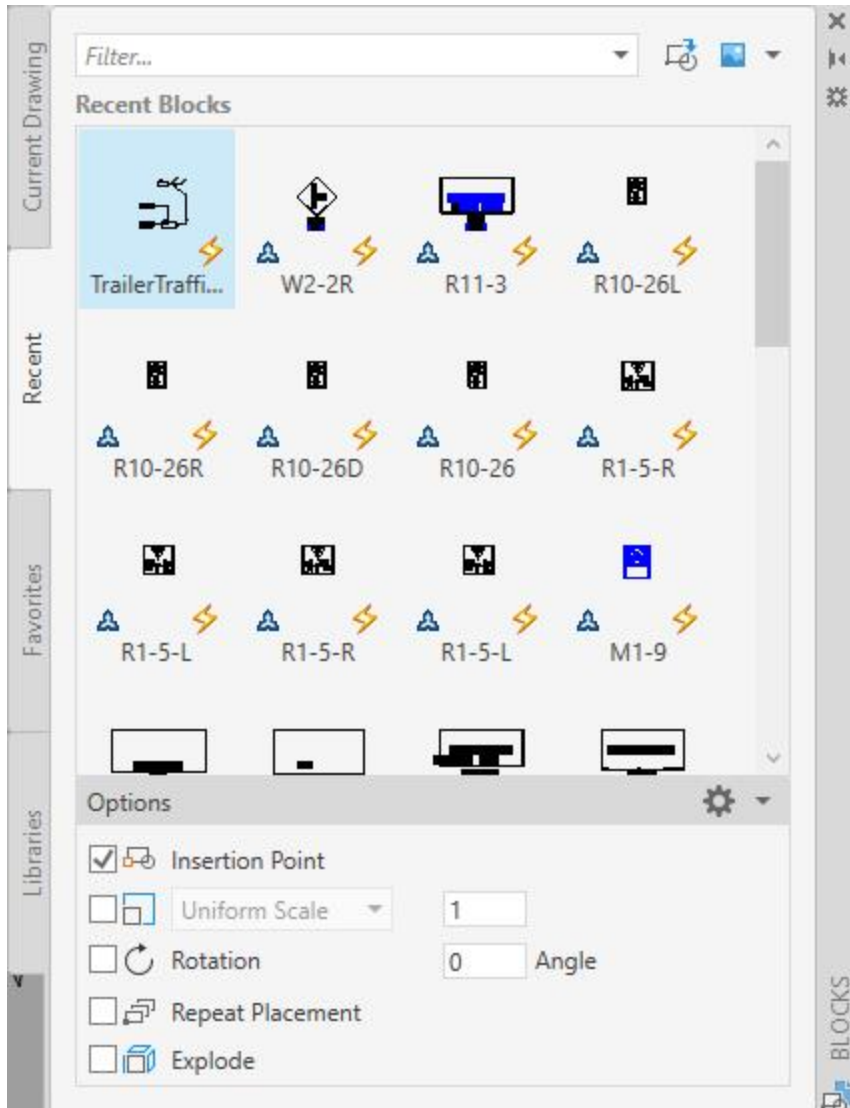 Current Drawing
Recent
Favorites
Libraries
Filter...
Recent Blocks
TrailerTraffi...
W2-2R
R11-3
R10-26L
R10-26R
R10-26D
R10-26
R1-5-R
R1-5-L
R1-5-R
R1-5-L
M1-9
Options
Insertion Point
Uniform Scale 1
Rotation 0 Angle
Repeat Placement
Explode
BLOCKS